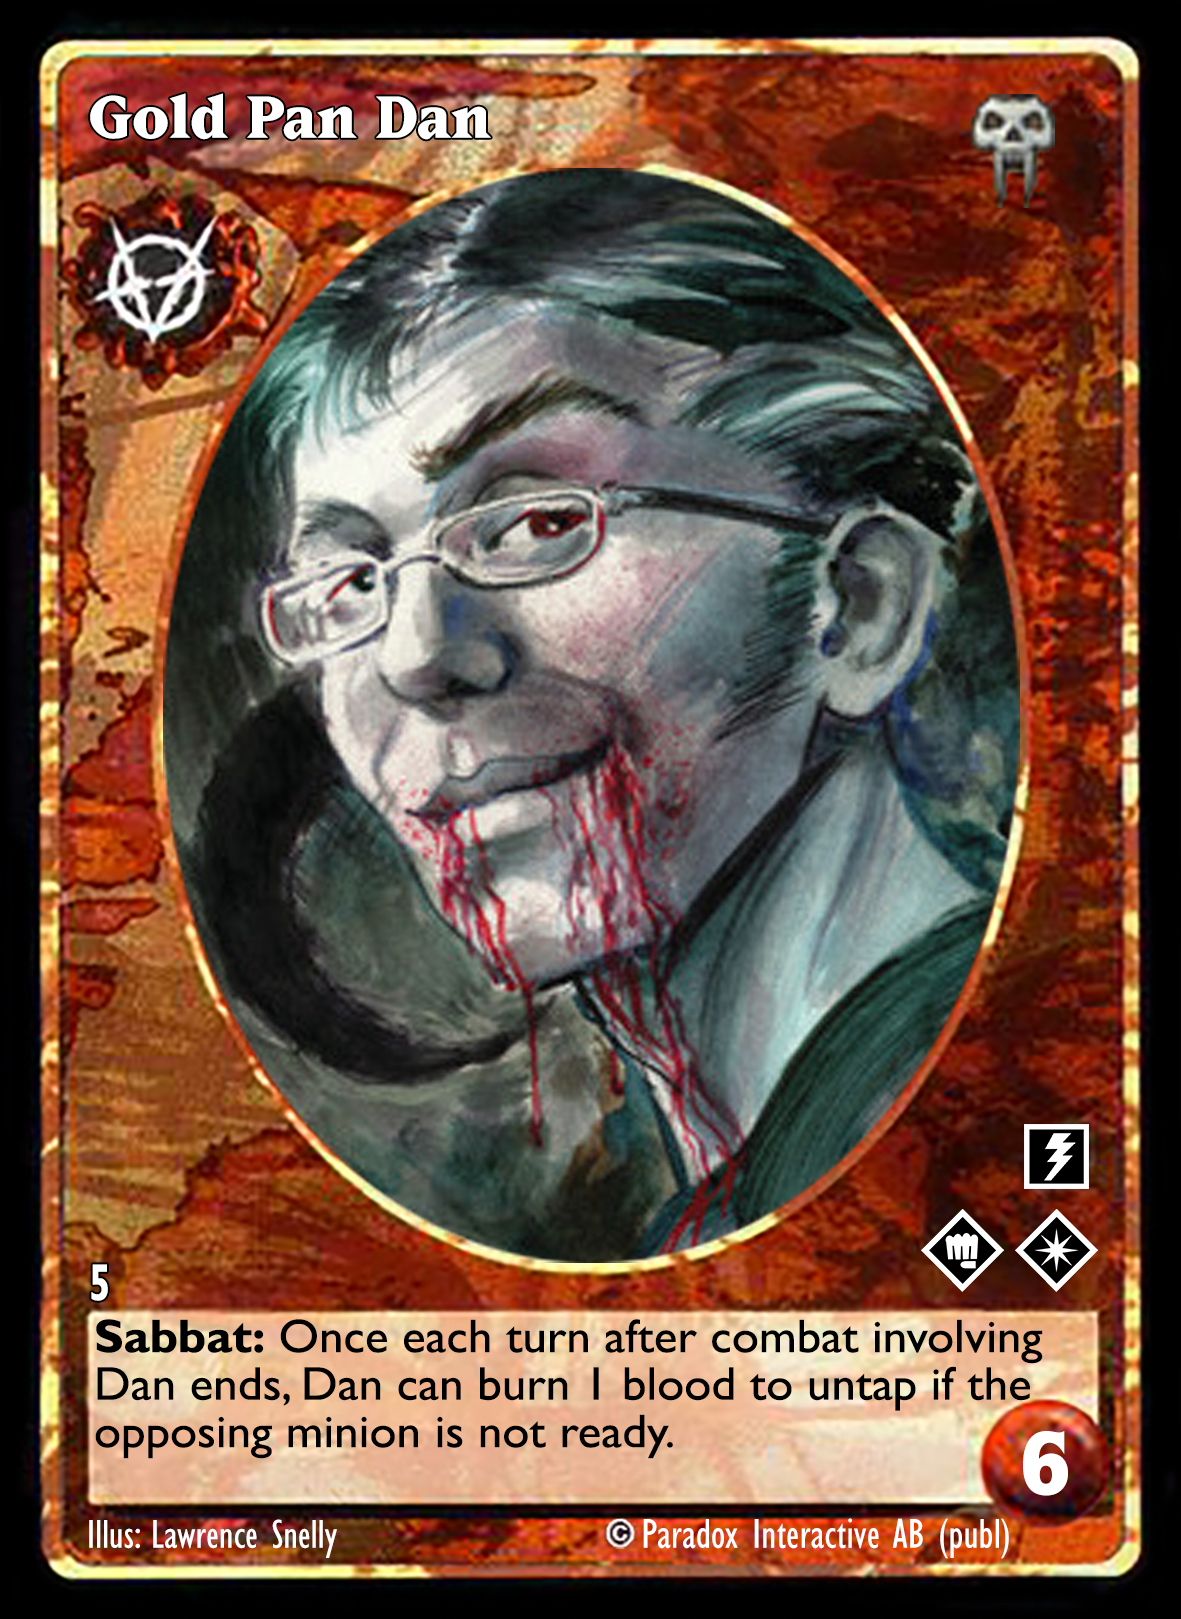 Gold Pan Dan
5
Sabbat: Once each turn after combat involving
Dan ends, Dan can burn 1 blood to untap if the
opposing minion is not ready.
6
Illus: Lawrence Snelly
© Paradox Interactive AB (publ)